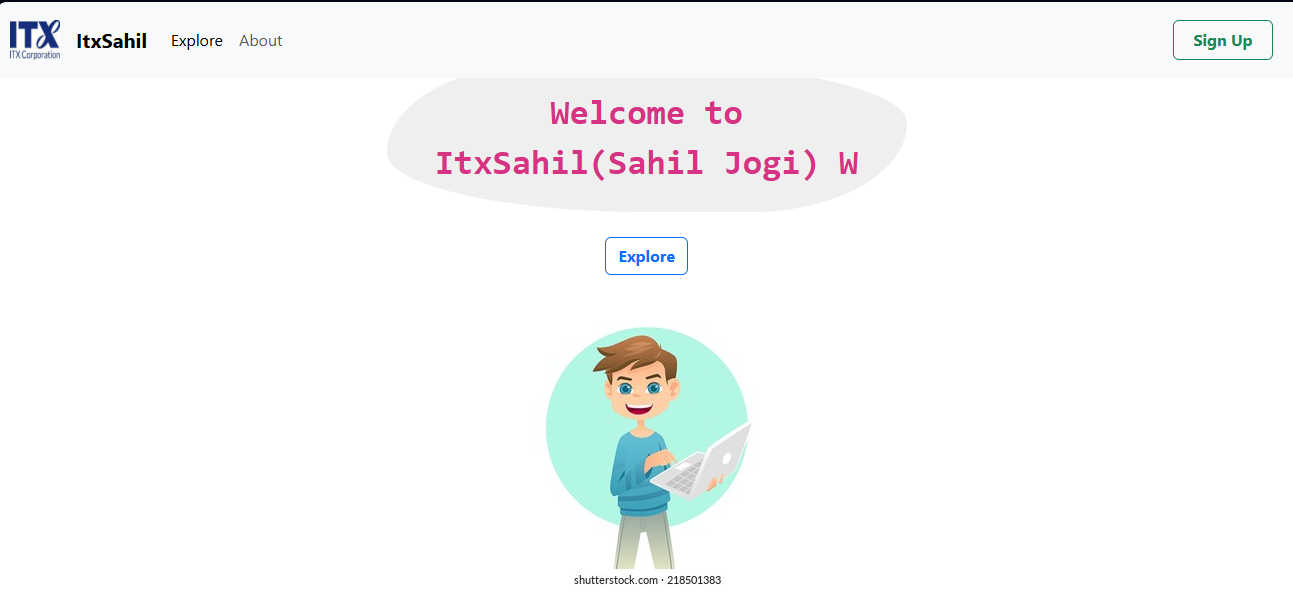 ITX
ITX Corporation
ItxSahil
Explore
About
Sign Up
Welcome to
ItxSahil(Sahil Jogi) W
Explore
shutterstock.com · 218501383